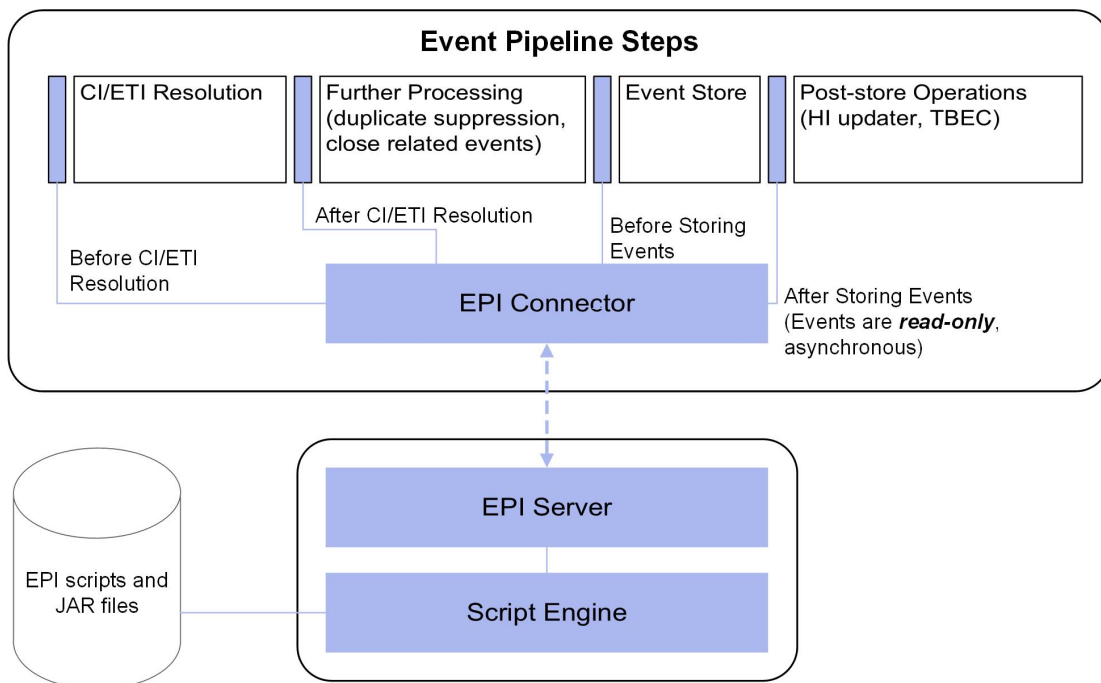 Event Pipeline Steps
CI/ETI Resolution
Further Processing
(duplicate suppression,
close related events)
Event Store
Post-store Operations
(HI updater, TBEC)
Before CI/ETI
Resolution
After CI/ETI Resolution
Before Storing
Events
After Storing Events
(Events are read-only,
asynchronous)
EPI Connector
EPI Server
Script Engine
EPI scripts and
JAR files